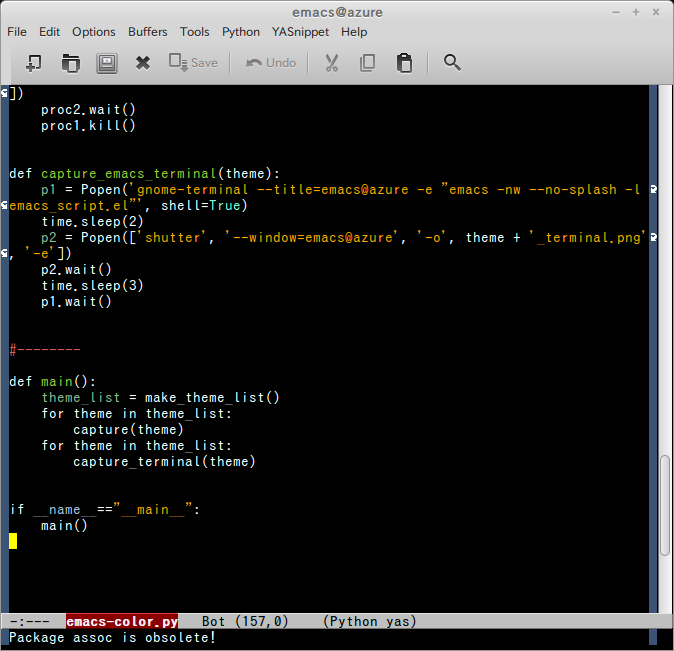 emacs@azure
File Edit Options Buffers Tools Python YASnippet Help
Save Undo
])
    proc2.wait()
    proc1.kill()
def capture_emacs_terminal(theme):
    p1 = Popen('gnome-terminal --title=emacs@azure -e "emacs -nw --no-splash -l
emacs_script.el"', shell=True)
    time.sleep(2)
    p2 = Popen(['shutter', '--window=emacs@azure', '-o', theme + '_terminal.png'
, '-e'])
    p2.wait()
    time.sleep(3)
    p1.wait()
#--------
def main():
    theme_list = make_theme_list()
    for theme in theme_list:
        capture(theme)
    for theme in theme_list:
        capture_terminal(theme)
if __name__=="__main__":
    main()
-:--- emacs-color.py Bot (157,0) (Python yas)
Package assoc is obsolete!